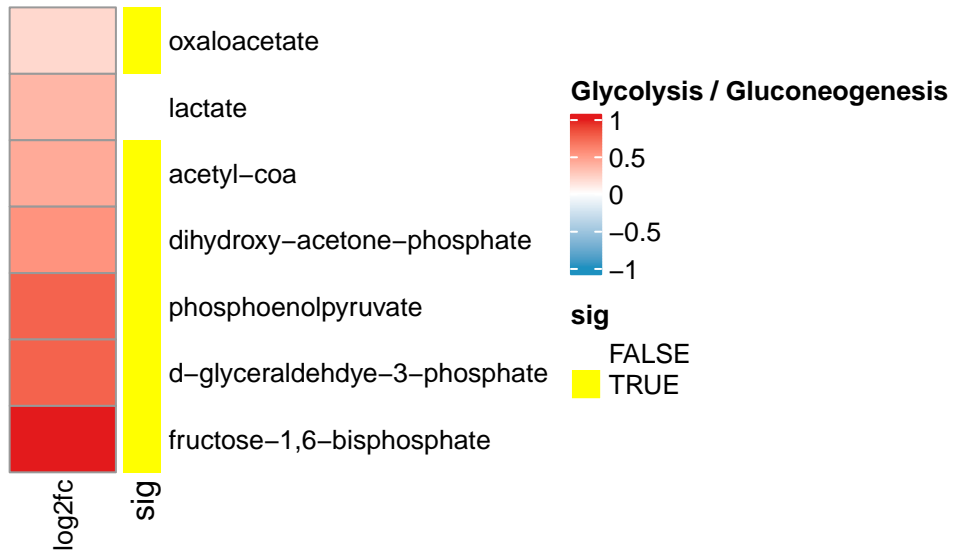 oxaloacetate
lactate
acetyl−coa
dihydroxy−acetone−phosphate
phosphoenolpyruvate
d−glyceraldehdye−3−phosphate
fructose−1,6−bisphosphate
log2fc
sig
Glycolysis / Gluconeogenesis
1
0.5
0
−0.5
−1
sig
FALSE
TRUE